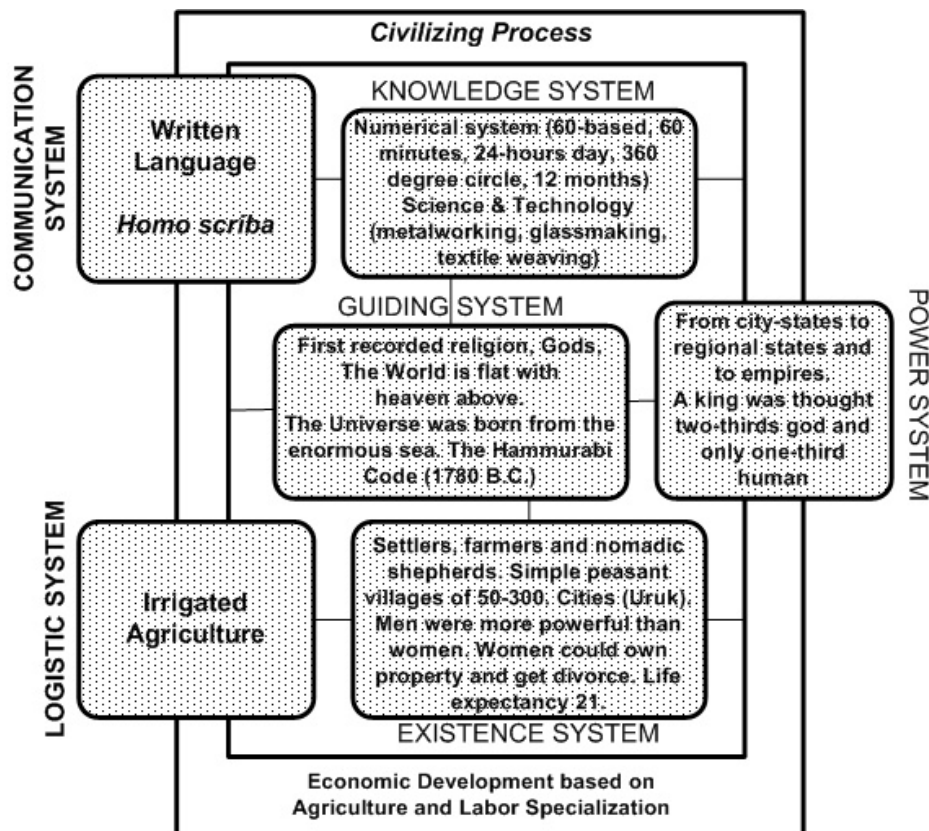 Civilizing Process
COMMUNICATION
SYSTEM
Written
Language
Homo scrība
KNOWLEDGE SYSTEM
Numerical system (60-based, 60
minutes, 24-hours day, 360
degree circle, 12 months)
Science & Technology
(metalworking, glassmaking,
textile weaving)
GUIDING SYSTEM
First recorded religion, Gods,
The World is flat with
heaven above.
The Universe was born from the
enormous sea. The Hammurabi
Code (1780 B.C.)
From city-states to
regional states and
to empires.
A king was thought
two-thirds god and
only one-third
human
POWER SYSTEM
LOGISTIC SYSTEM
Irrigated
Agriculture
Settlers, farmers and nomadic
shepherds. Simple peasant
villages of 50-300. Cities (Uruk).
Men were more powerful than
women. Women could own
property and get divorce. Life
expectancy 21.
EXISTENCE SYSTEM
Economic Development based on
Agriculture and Labor Specialization